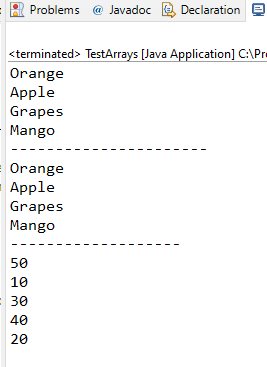 Problems @ Javadoc Declaration
<terminated> TestArrays [Java Application] C:\Pr
Orange
Apple
Grapes
Mango
-----------------------
Orange
Apple
Grapes
Mango
--------------------
50
10
30
40
20